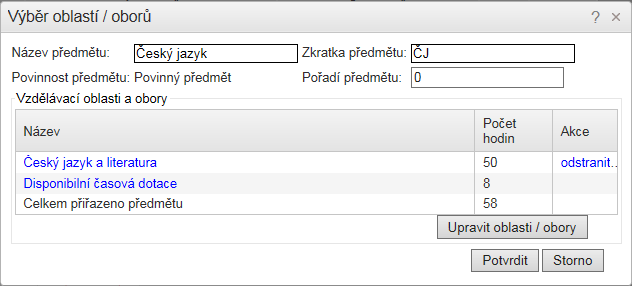 Výběr oblastí / oborů ? ×
Název předmětu: Český jazyk Zkratka předmětu: ČJ
Povinnost předmětu: Povinný předmět Pořadí předmětu: 0
Vzdělávací oblasti a obory
Název Počet hodin Akce
Český jazyk a literatura 50 odstranit..
Disponibilní časová dotace 8
Celkem přiřazeno předmětu 58
Upravit oblasti / obory
Potvrdit Storno